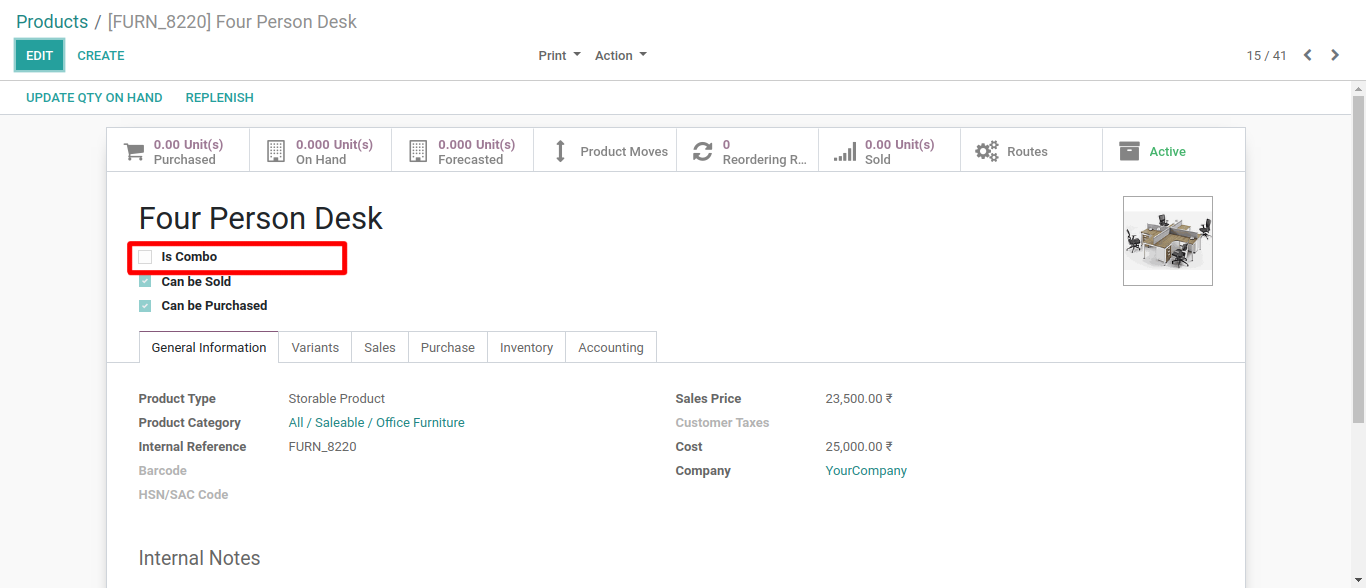 Products / [FURN_8220] Four Person Desk
EDIT CREATE Print Action 15 / 41
UPDATE QTY ON HAND REPLENISH
0.00 Unit(s) Purchased
0.000 Unit(s) On Hand
0.000 Unit(s) Forecasted
Product Moves
0 Reordering R...
0.00 Unit(s) Sold
Routes
Active
Four Person Desk
Is Combo
Can be Sold
Can be Purchased
General Information Variants Sales Purchase Inventory Accounting
Product Type Storable Product Sales Price 23,500.00 ₹
Product Category All / Saleable / Office Furniture Customer Taxes
Internal Reference FURN_8220 Cost 25,000.00 ₹
Barcode Company YourCompany
HSN/SAC Code
Internal Notes